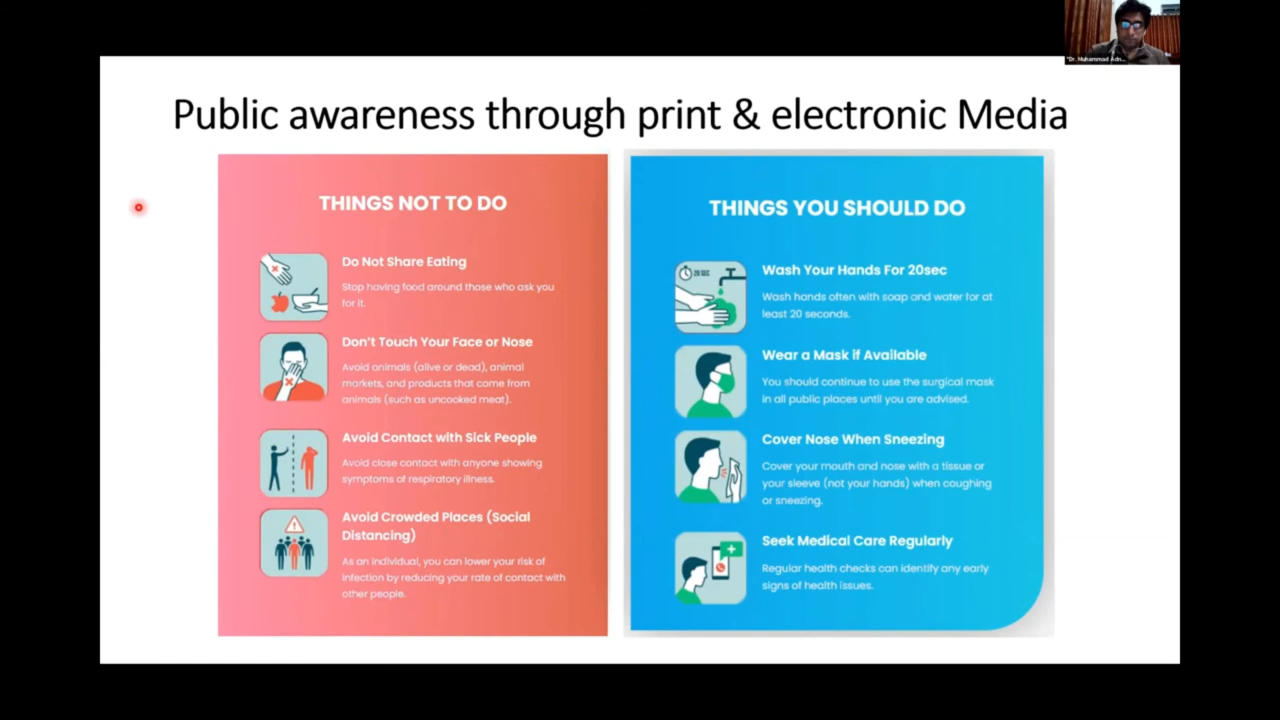 *Dr. Muhammad Adn...
Public awareness through print & electronic Media
THINGS NOT TO DO
Do Not Share Eating
Stop having food around those who ask you
for it.
Don't Touch Your Face or Nose
Avoid animals (alive or dead), animal
markets, and products that come from
animals (such as uncooked meat).
Avoid Contact with Sick People
Avoid close contact with anyone showing
symptoms of respiratory illness.
Avoid Crowded Places (Social
Distancing)
As an individual, you can lower your risk of
infection by reducing your rate of contact with
other people.
THINGS YOU SHOULD DO
20 SEC
Wash Your Hands For 20sec
Wash hands often with soap and water for at
least 20 seconds.
Wear a Mask if Available
You should continue to use the surgical mask
in all public places until you are advised.
Cover Nose When Sneezing
Cover your mouth and nose with a tissue or
your sleeve (not your hands) when coughing
or sneezing.
Seek Medical Care Regularly
Regular health checks can identify any early
signs of health issues.